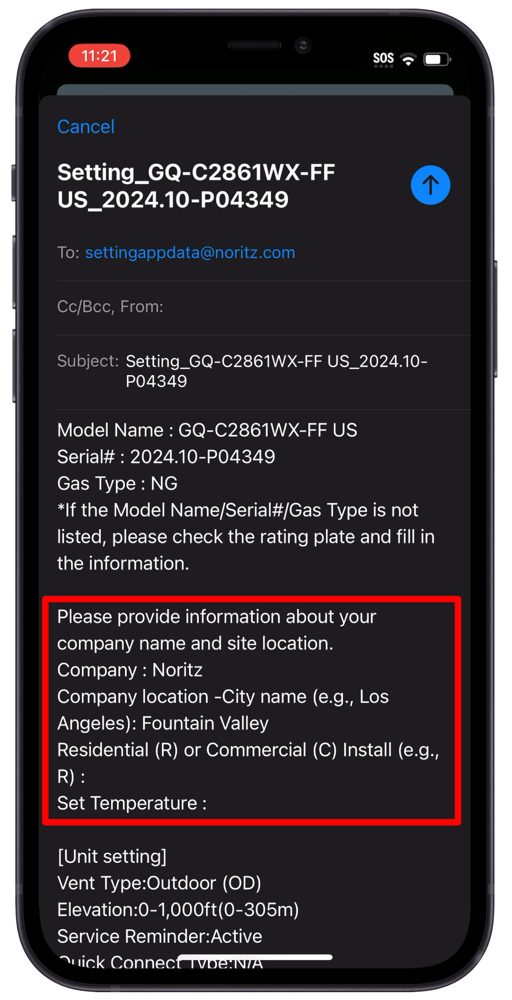 11:21
SOS
Cancel
Setting_GQ-C2861WX-FF
US_2024.10-P04349
To: settingappdata@noritz.com
Cc/Bcc, From:
Subject: Setting_GQ-C2861WX-FF US_2024.10-
P04349
Model Name : GQ-C2861WX-FF US
Serial# : 2024.10-P04349
Gas Type : NG
*If the Model Name/Serial#/Gas Type is not
listed, please check the rating plate and fill in
the information.
Please provide information about your
company name and site location.
Company : Noritz
Company location -City name (e.g., Los
Angeles): Fountain Valley
Residential (R) or Commercial (C) Install (e.g.,
R) :
Set Temperature :
[Unit setting]
Vent Type:Outdoor (OD)
Elevation:0-1,000ft(0-305m)
Service Reminder:Active
Quick Connect Type:N/A